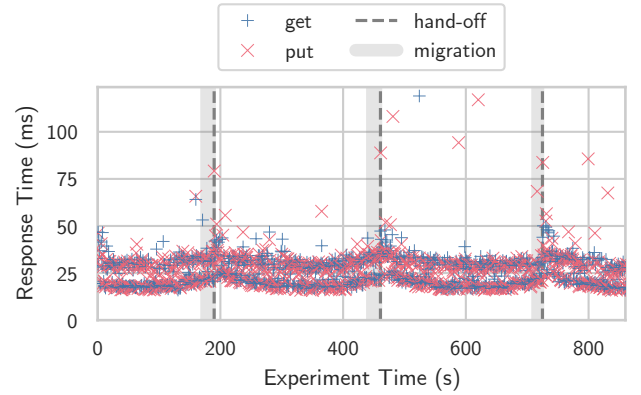 get
hand-off
put
migration
100
75
50
25
0
Response Time (ms)
0
200
400
600
800
Experiment Time (s)